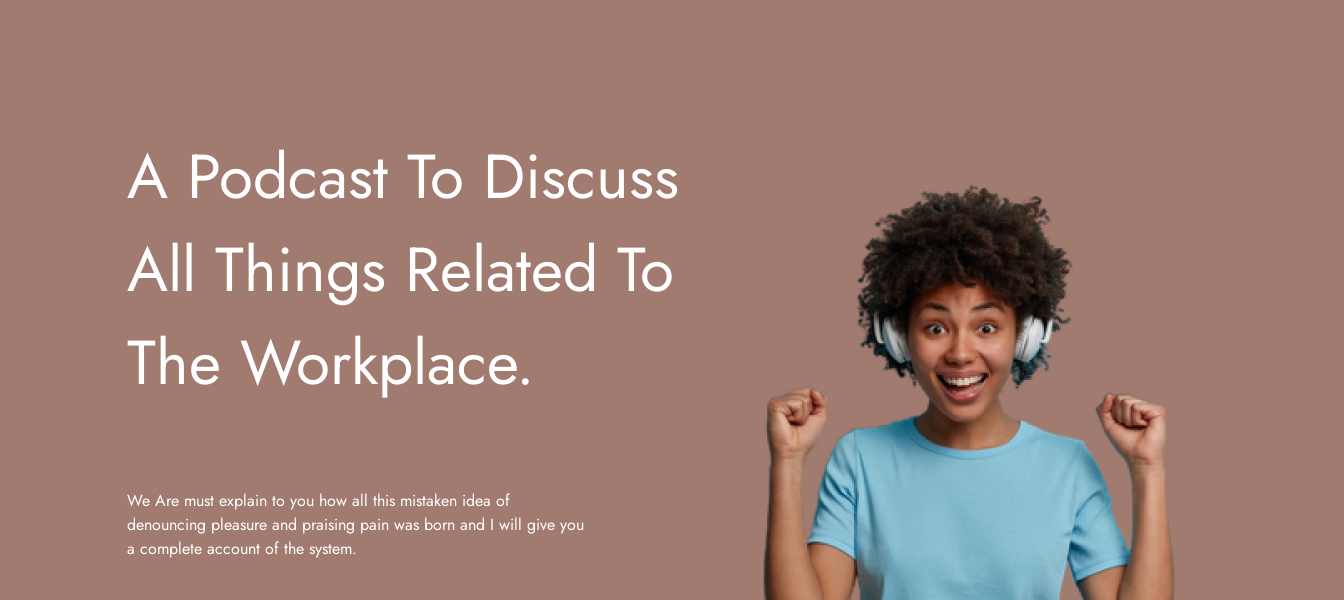 A Podcast To Discuss
All Things Related To
The Workplace.
We Are must explain to you how all this mistaken idea of
denouncing pleasure and praising pain was born and I will give you
a complete account of the system.